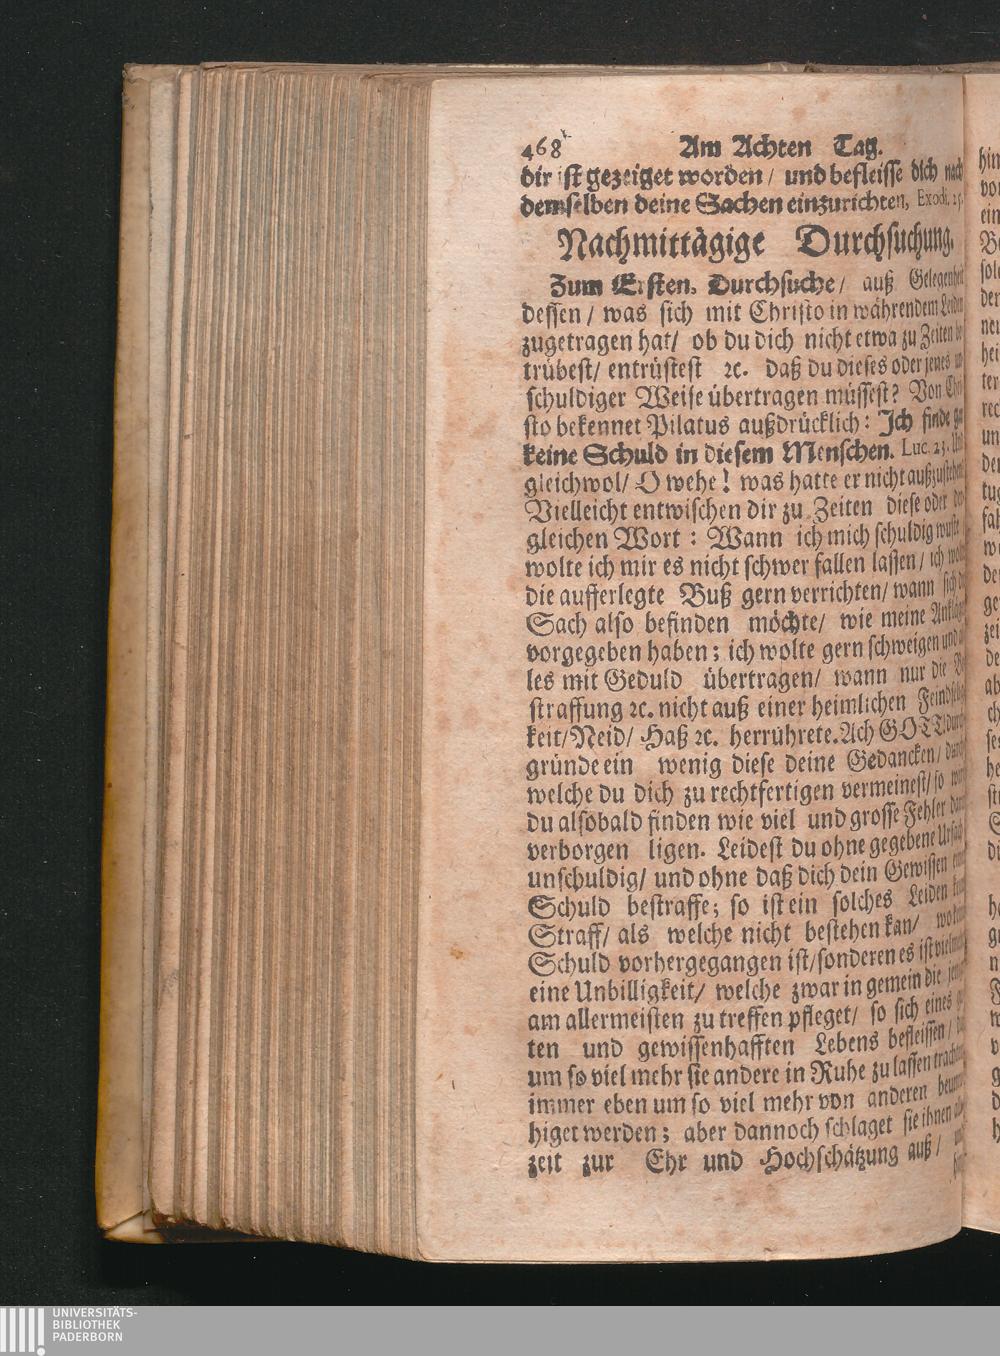 468 Am Achten Tag.
dir ist gezeiget worden / und befleisse dich nach
demselben deine Sachen einzurichten, Exodi. 25.
Nachmittägige Durchsuchung.
Zum Ersten. Durchsuche / auß Gelegenheit
dessen / was sich mit Christo in währendem Leiden
zugetragen hat / ob du dich nicht etwa zu Zeiten be
trübest / entrüstest ꝛc. daß du dieses oder jenes un
schuldiger Weise übertragen müssest? Von Chri
sto bekennet Pilatus außdrücklich: Ich finde gar
keine Schuld in diesem Menschen. Luc. 23. Und
gleichwol / O wehe! was hatte er nicht außzustehen!
Vielleicht entwischen dir zu Zeiten diese oder der
gleichen Wort: Wann ich mich schuldig wuste
wolte ich mir es nicht schwer fallen lassen / ich wolte
die aufferlegte Buß gern verrichten / wann sich die
Sach also befinden möchte / wie meine Ankläger
vorgegeben haben; ich wolte gern schweigen und al
les mit Geduld übertragen / wann nur die Be
straffung ꝛc. nicht auß einer heimlichen Feindselig
keit / Neid / Haß ꝛc. herrührete. Ach GOTT! durch
gründe ein wenig diese deine Gedancken / durch
welche du dich zu rechtfertigen vermeinest / so wirst
du alsobald finden wie viel und grosse Fehler darin
verborgen ligen. Leidest du ohne gegebene Ursach
unschuldig / und ohne daß dich dein Gewissen einer
Schuld bestraffe; so ist ein solches Leiden keine
Straff / als welche nicht bestehen kan / wo keine
Schuld vorhergegangen ist / sonderen es ist vielmehr
eine Unbilligkeit / welche zwar in gemein die jenige
am allermeisten zu treffen pfleget / so sich eines gu
ten und gewissenhafften Lebens befleissen / dan
um so viel mehr sie andere in Ruhe zu lassen trachten
immer eben um so viel mehr von anderen beunru
higet werden; aber dannoch schlaget sie ihnen alle
zeit zur Ehr und Hochschätzung auß / und
UNIVERSITÄTS-
BIBLIOTHEK
PADERBORN